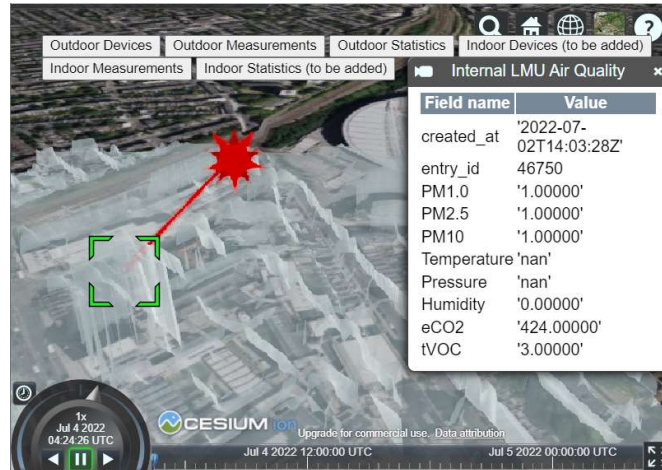 Outdoor Devices Outdoor Measurements Outdoor Statistics Indoor Devices (to be added)
Indoor Measurements Indoor Statistics (to be added)
Internal LMU Air Quality ×
Field name Value
created_at '2022-07-
02T14:03:28Z'
entry_id 46750
PM1.0 '1.00000'
PM2.5 '1.00000'
PM10 '1.00000'
Temperature 'nan'
Pressure 'nan'
Humidity '0.00000'
eCO2 '424.00000'
tVOC '3.00000'
1x
Jul 4 2022
04:24:26 UTC
CESIUM ion
Upgrade for commercial use. Data attribution
Jul 4 2022 12:00:00 UTC Jul 5 2022 00:00:00 UTC